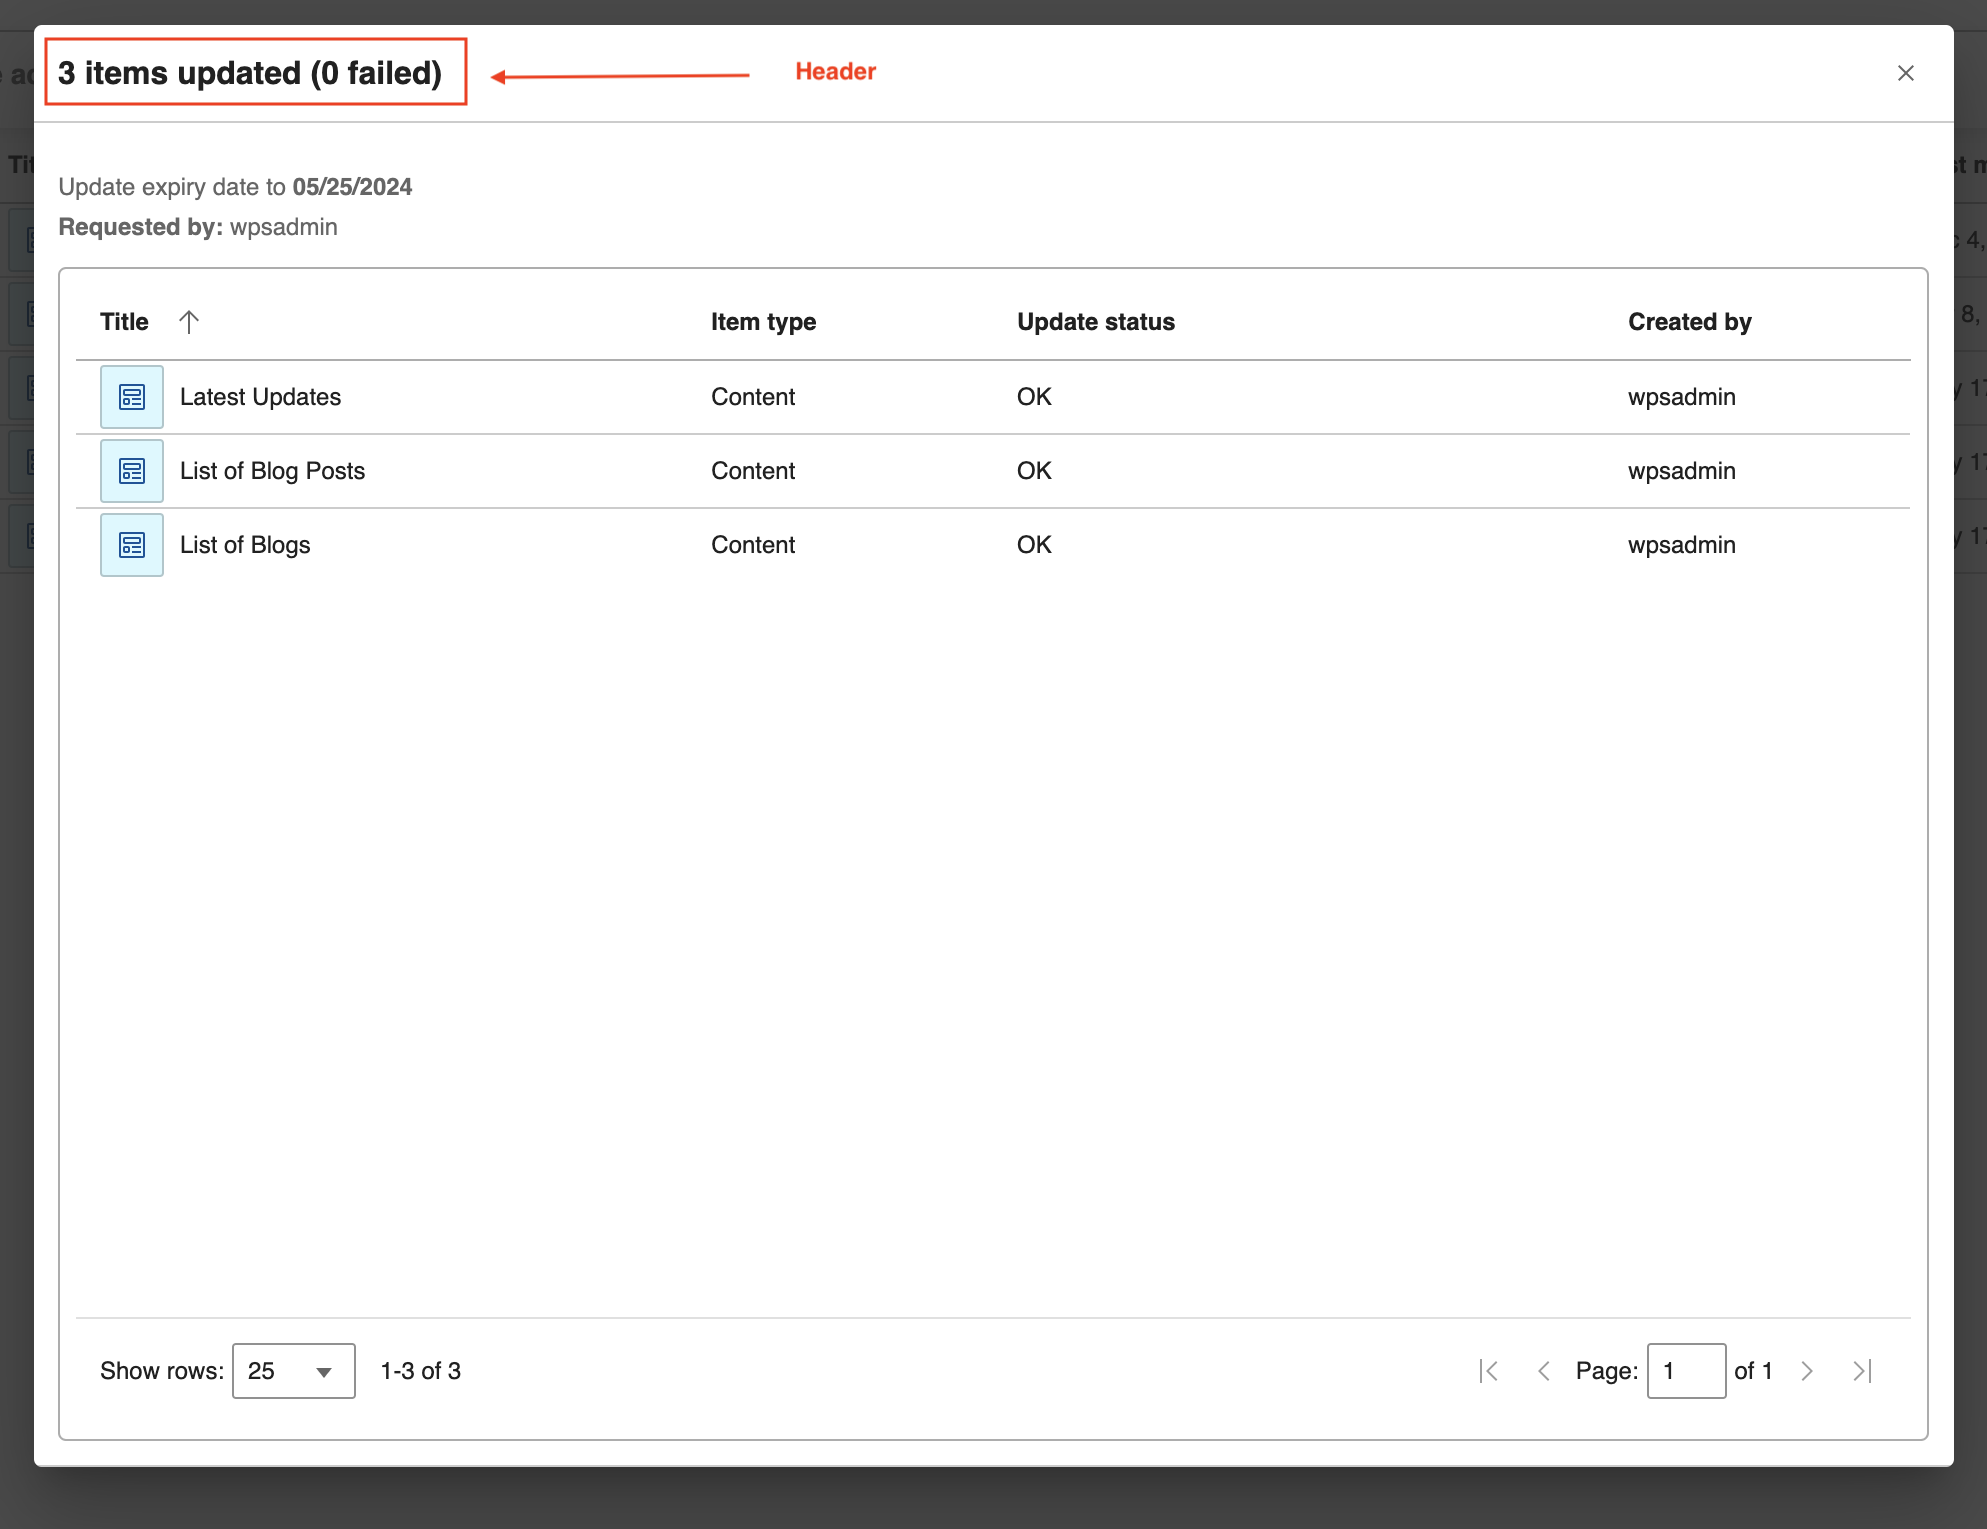 3 items updated (0 failed)
Header
Update expiry date to 05/25/2024
Requested by: wpsadmin
Title Item type Update status Created by
Latest Updates Content OK wpsadmin
List of Blog Posts Content OK wpsadmin
List of Blogs Content OK wpsadmin
Show rows: 25 1-3 of 3 Page: 1 of 1